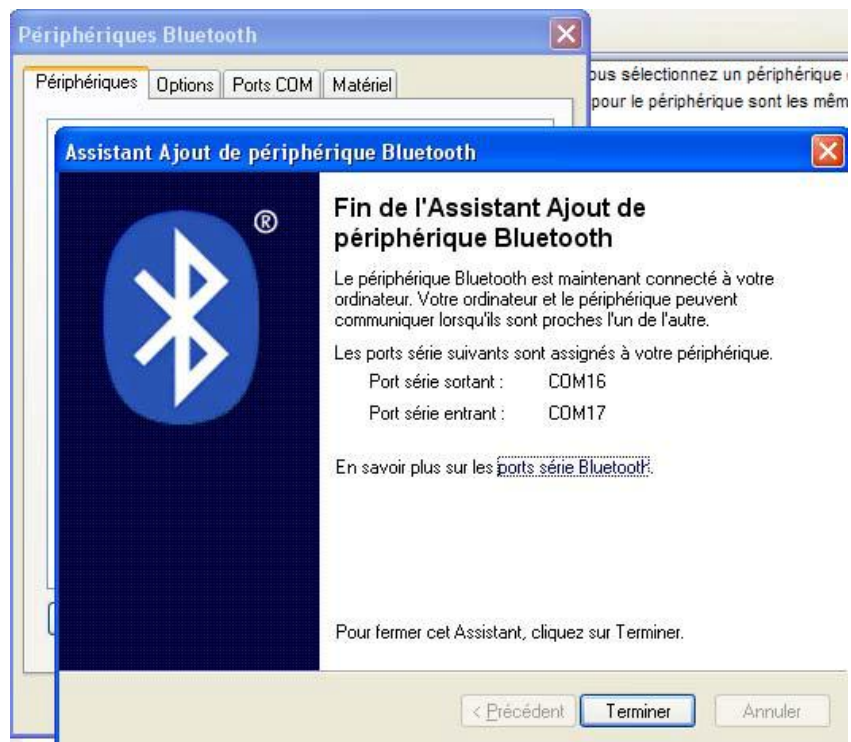 Périphériques Bluetooth
Périphériques Options Ports COM Matériel
ous sélectionnez un périphérique
pour le périphérique sont les mêm
Assistant Ajout de périphérique Bluetooth
®
Fin de l'Assistant Ajout de
périphérique Bluetooth
Le périphérique Bluetooth est maintenant connecté à votre
ordinateur. Votre ordinateur et le périphérique peuvent
communiquer lorsqu'ils sont proches l'un de l'autre.
Les ports série suivants sont assignés à votre périphérique.
Port série sortant : COM16
Port série entrant : COM17
En savoir plus sur les ports série Bluetooth.
Pour fermer cet Assistant, cliquez sur Terminer.
< Précédent Terminer Annuler